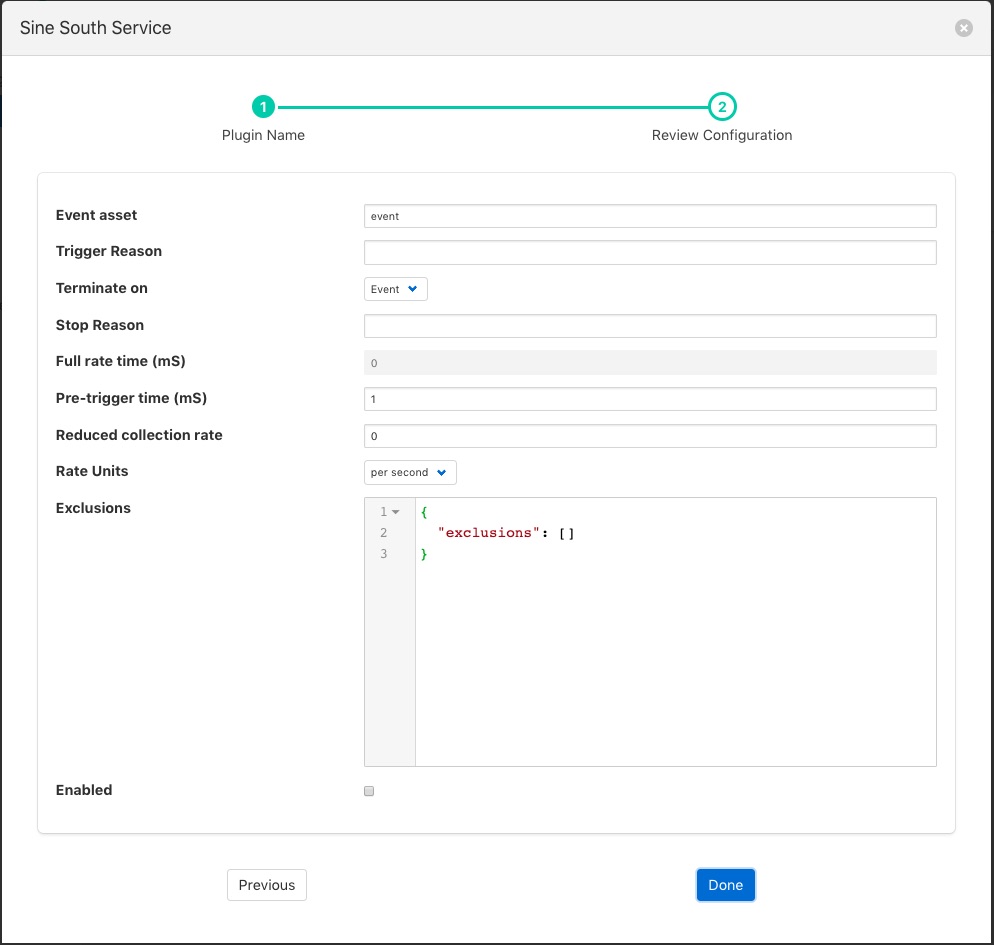 Sine South Service
1 2
Plugin Name Review Configuration
Event asset event
Trigger Reason
Terminate on Event
Stop Reason
Full rate time (mS) 0
Pre-trigger time (mS) 1
Reduced collection rate 0
Rate Units per second
Exclusions
1 {
2 "exclusions": []
3 }
Enabled
Previous Done